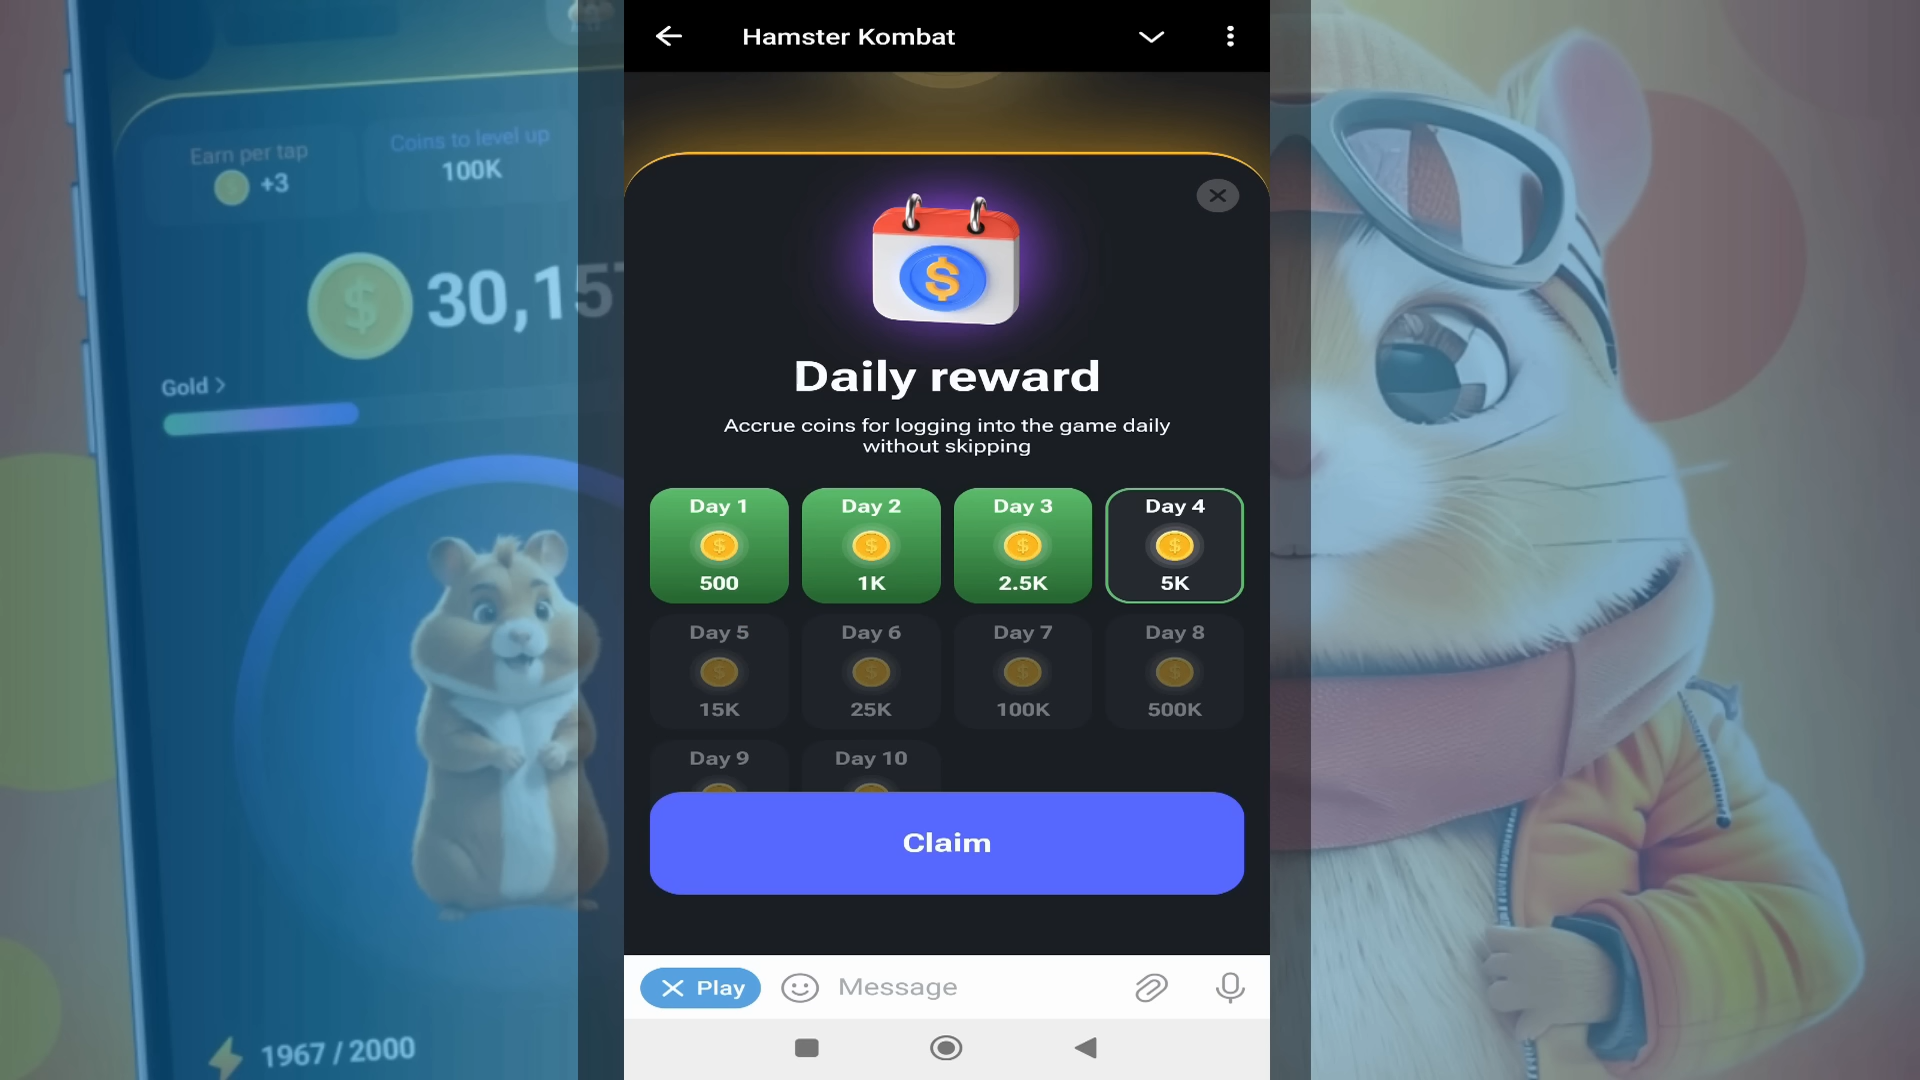 Hamster Kombat
Earn per tap
+3
Coins to level up
100K
30,15
Gold >
1967 / 2000
Daily reward
Accrue coins for logging into the game daily
without skipping
Day 1
500
Day 2
1K
Day 3
2.5K
Day 4
5K
Day 5
15K
Day 6
25K
Day 7
100K
Day 8
500K
Day 9
Day 10
Claim
Play
Message